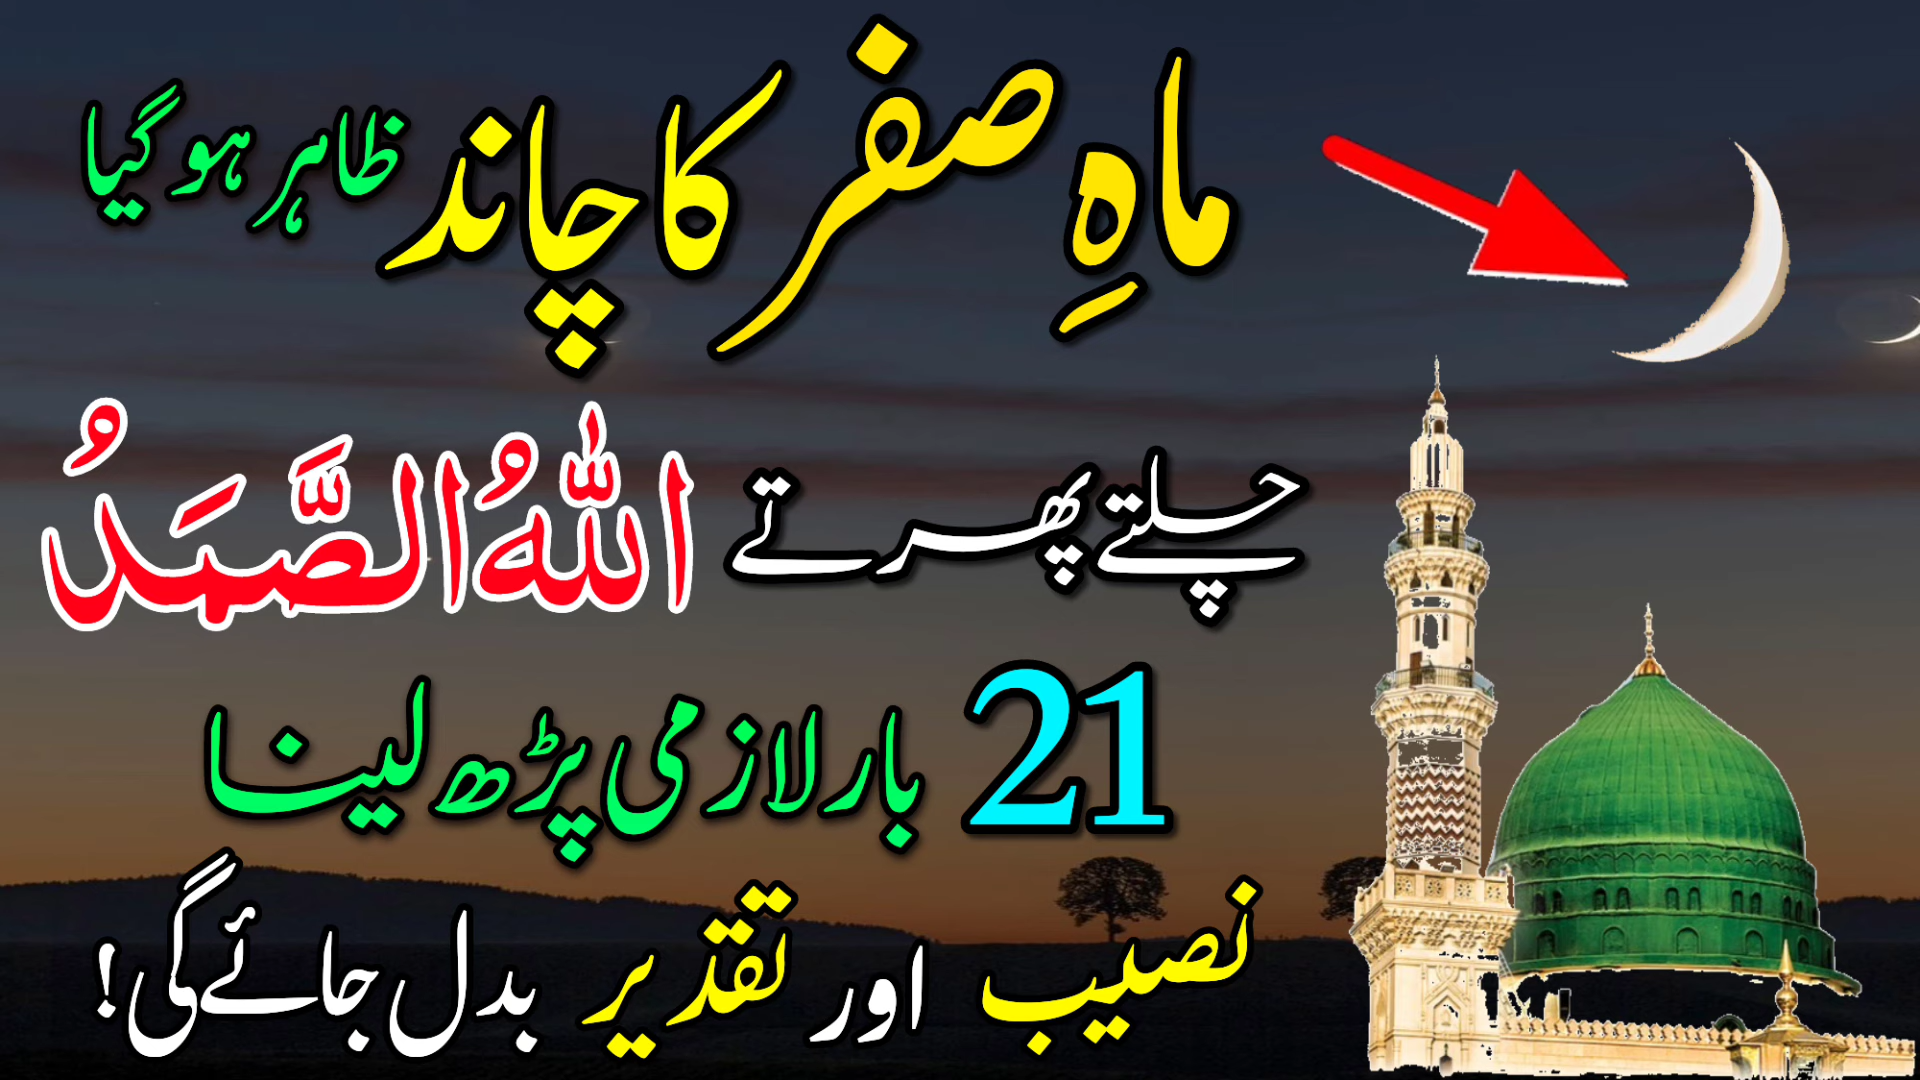 ماہِ صفر کا چاند ظاہر ہو گیا
چلتے پھرتے اللّٰہُ الصَّمَدُ
21 بار لازمی پڑھ لینا
نصیب اور تقدیر بدل جائے گی!